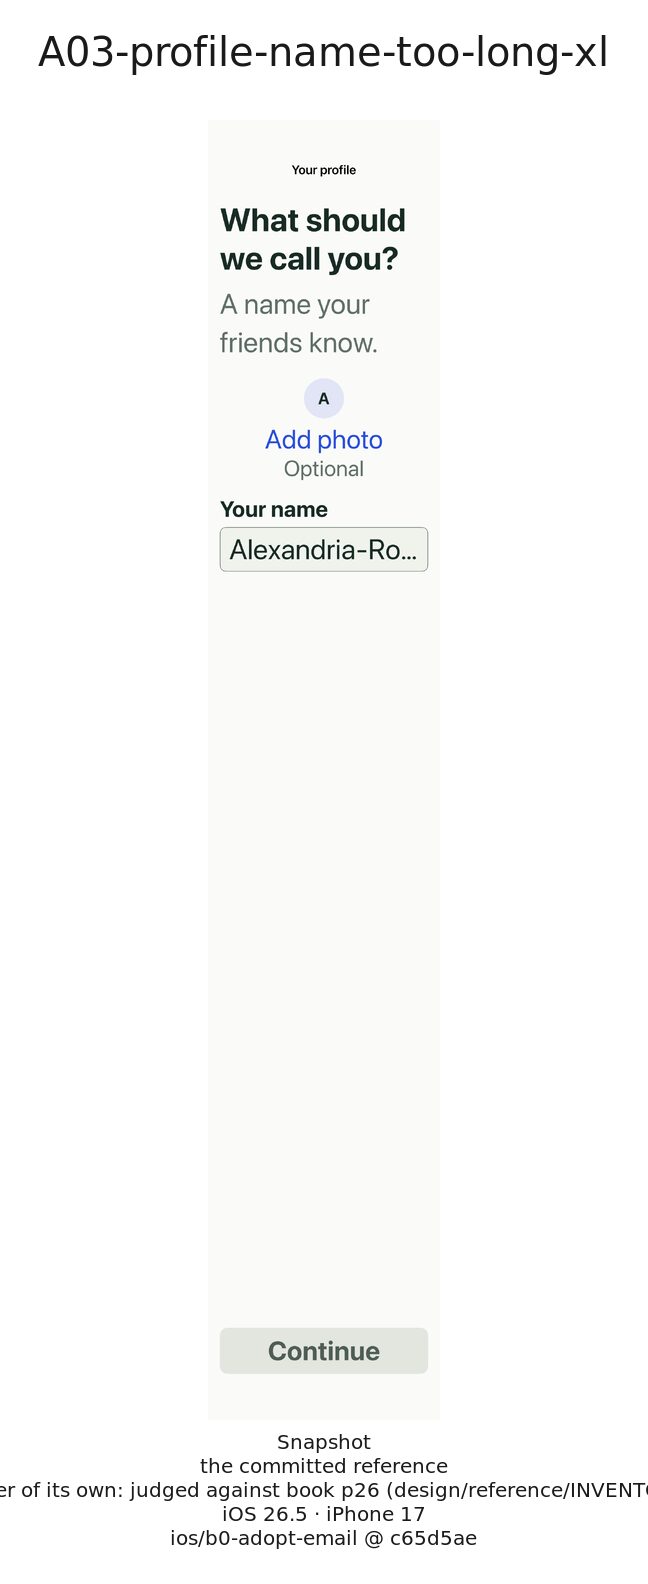 A03-profile-name-too-long-xl
Your profile
What should
we call you?
A name your
friends know.
A
Add photo
Optional
Your name
Alexandria-Ro…
Continue
Snapshot
the committed reference
er of its own: judged against book p26 (design/reference/INVENTO
iOS 26.5 · iPhone 17
ios/b0-adopt-email @ c65d5ae